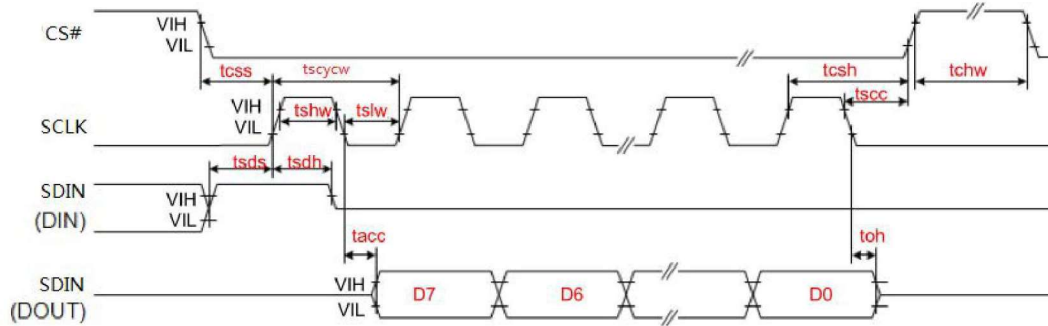 CS#
VIH
VIL
tcss
tscycw
tcsh
tchw
tscc
SCLK
VIH
VIL
tshw
tslw
tsds
tsdh
SDIN
(DIN)
VIH
VIL
tacc
toh
SDIN
(DOUT)
VIH
VIL
D7
D6
D0